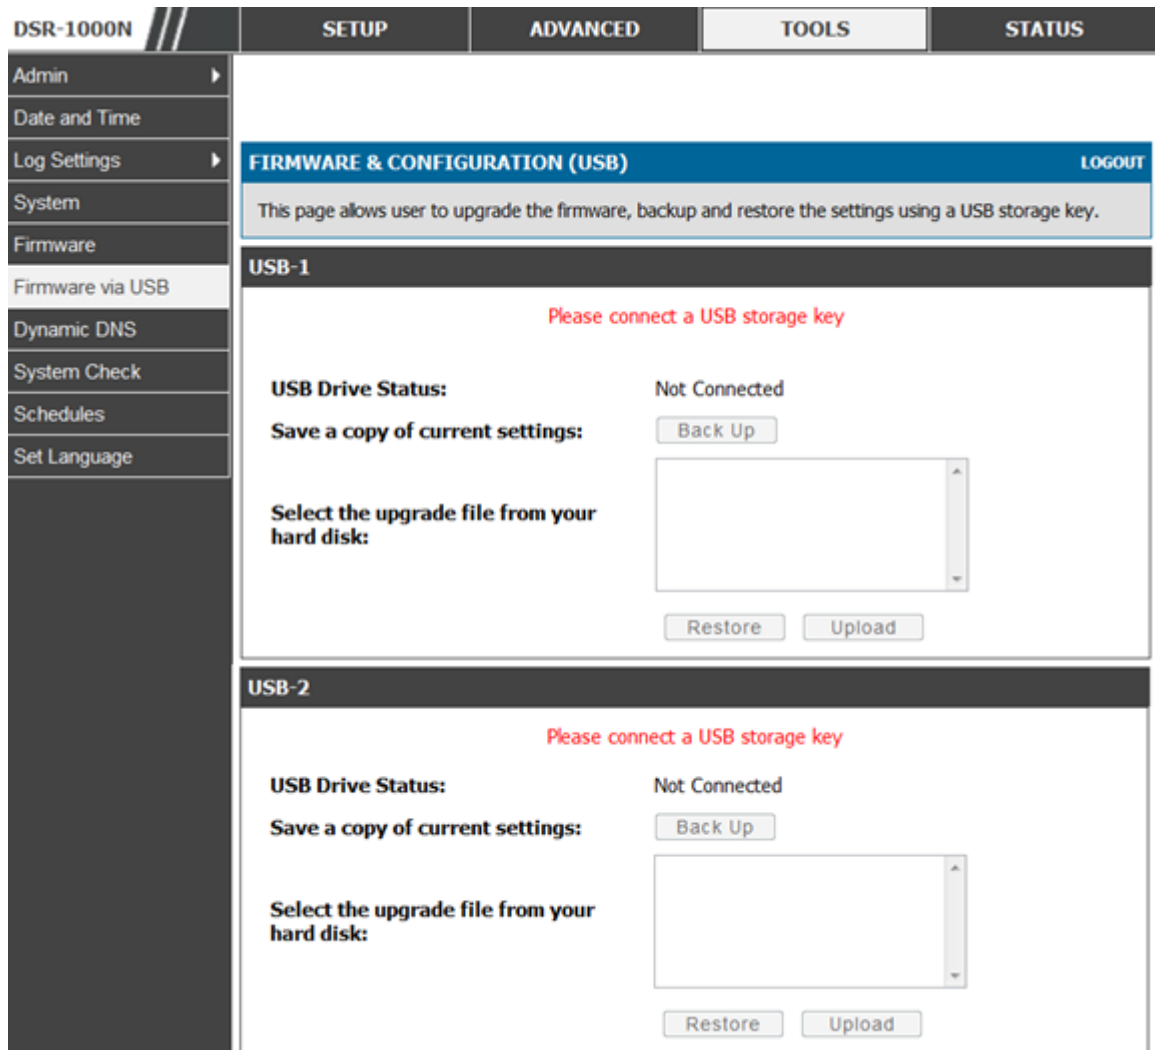 DSR-1000N SETUP ADVANCED TOOLS STATUS
Admin
Date and Time
Log Settings
System
Firmware
Firmware via USB
Dynamic DNS
System Check
Schedules
Set Language
FIRMWARE & CONFIGURATION (USB) LOGOUT
This page allows user to upgrade the firmware, backup and restore the settings using a USB storage key.
USB-1
Please connect a USB storage key
USB Drive Status: Not Connected
Save a copy of current settings: Back Up
Select the upgrade file from your
hard disk:
Restore Upload
USB-2
Please connect a USB storage key
USB Drive Status: Not Connected
Save a copy of current settings: Back Up
Select the upgrade file from your
hard disk:
Restore Upload